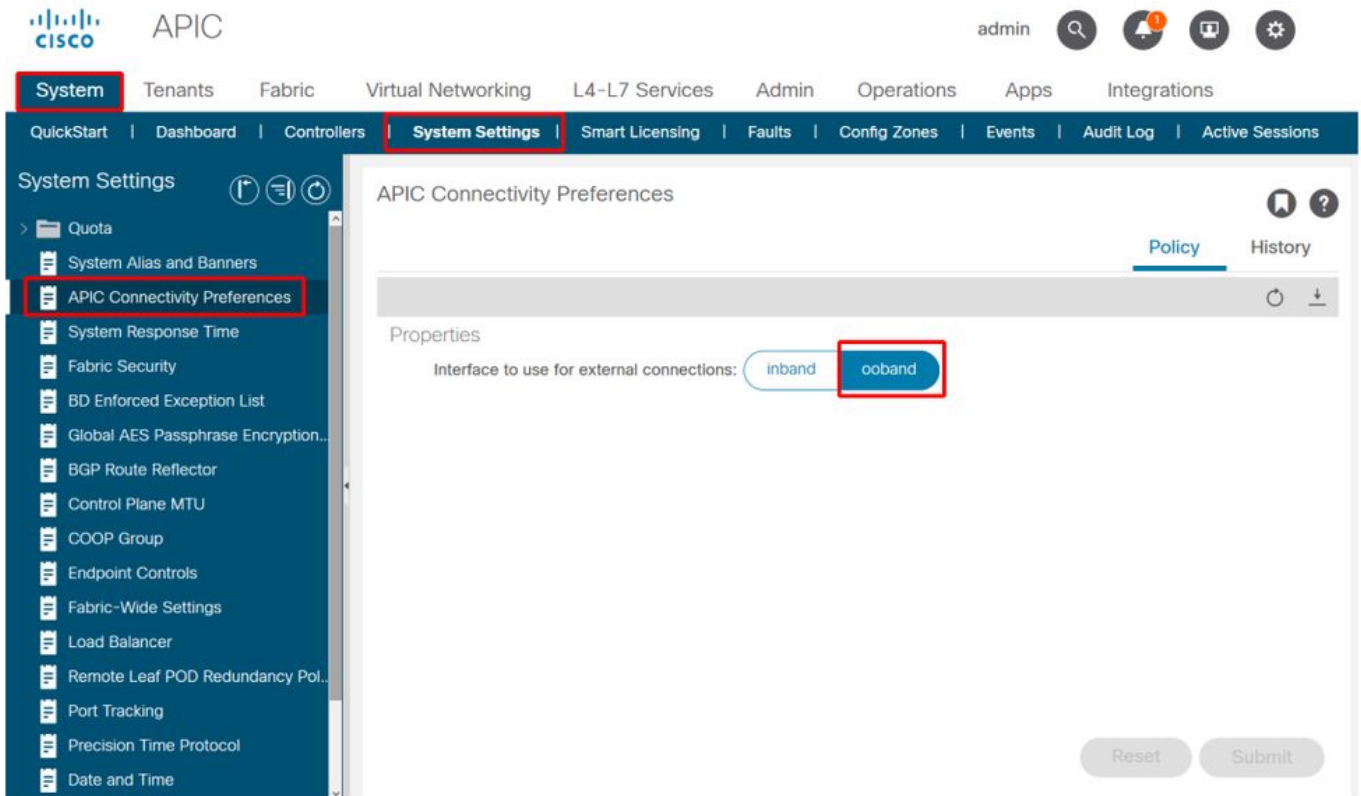 CISCO APIC admin 1
System Tenants Fabric Virtual Networking L4-L7 Services Admin Operations Apps Integrations
QuickStart | Dashboard | Controllers | System Settings | Smart Licensing | Faults | Config Zones | Events | Audit Log | Active Sessions
System Settings
Quota
System Alias and Banners
APIC Connectivity Preferences
System Response Time
Fabric Security
BD Enforced Exception List
Global AES Passphrase Encryption...
BGP Route Reflector
Control Plane MTU
COOP Group
Endpoint Controls
Fabric-Wide Settings
Load Balancer
Remote Leaf POD Redundancy Pol...
Port Tracking
Precision Time Protocol
Date and Time
APIC Connectivity Preferences
?
Policy History
Properties
Interface to use for external connections: inband ooband
Reset Submit